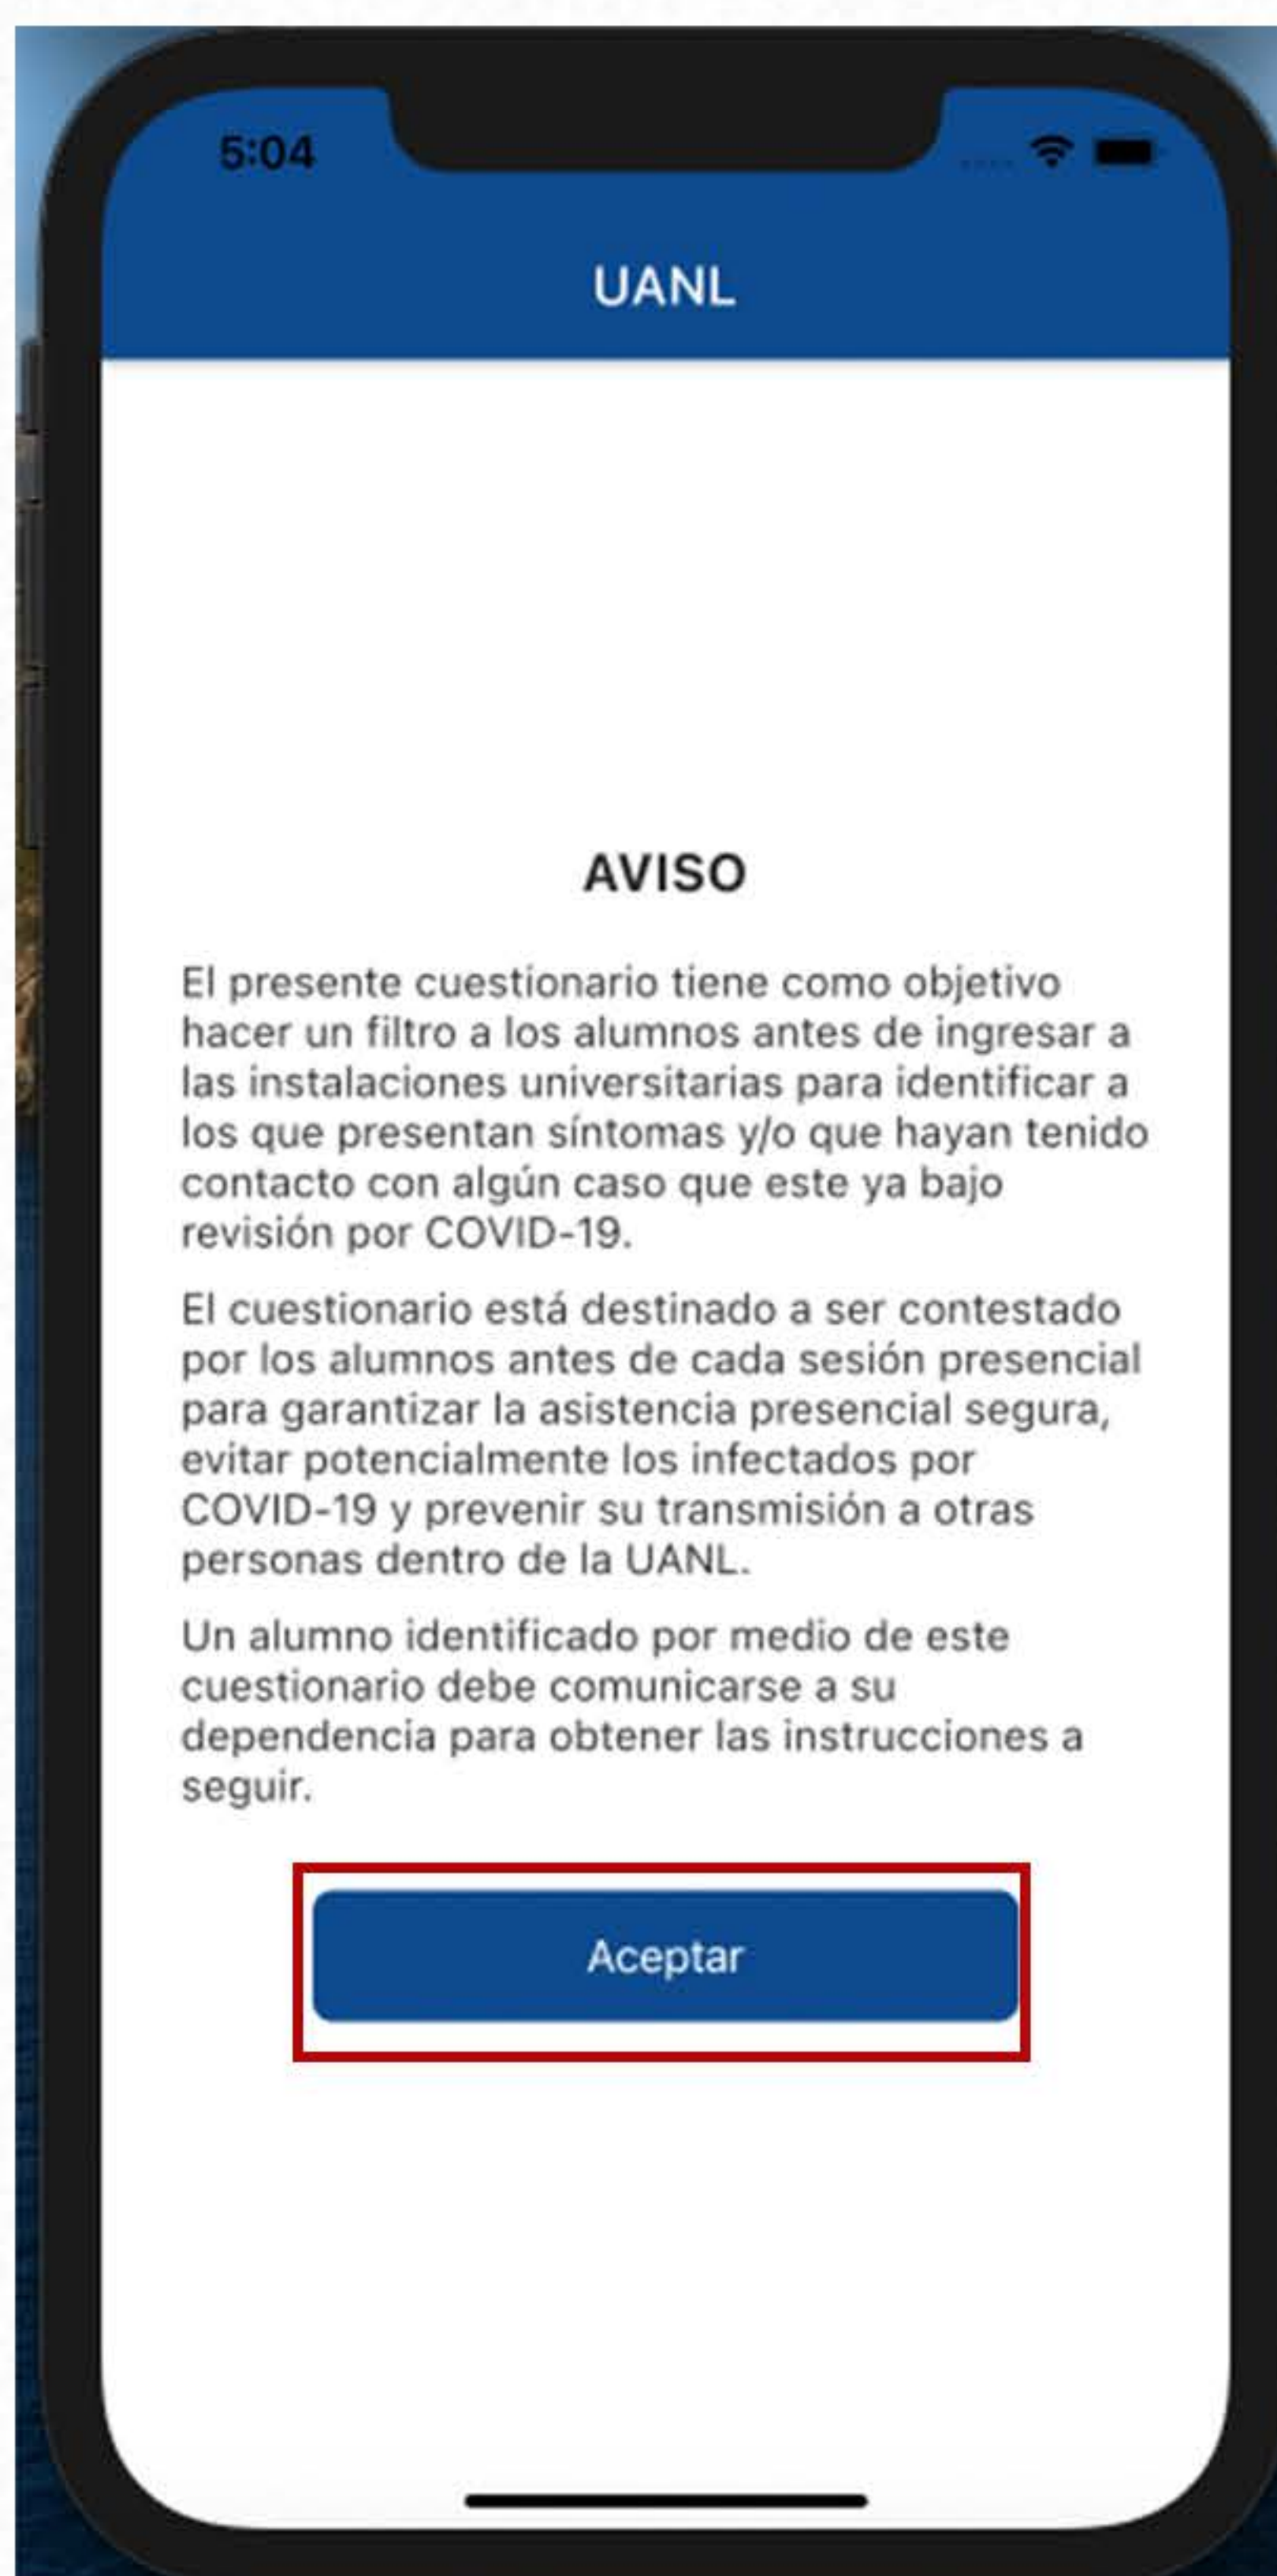 5:04
UANL
AVISO
El presente cuestionario tiene como objetivo
hacer un filtro a los alumnos antes de ingresar a
las instalaciones universitarias para identificar a
los que presentan síntomas y/o que hayan tenido
contacto con algún caso que este ya bajo
revisión por COVID-19.
El cuestionario está destinado a ser contestado
por los alumnos antes de cada sesión presencial
para garantizar la asistencia presencial segura,
evitar potencialmente los infectados por
COVID-19 y prevenir su transmisión a otras
personas dentro de la UANL.
Un alumno identificado por medio de este
cuestionario debe comunicarse a su
dependencia para obtener las instrucciones a
seguir.
Aceptar